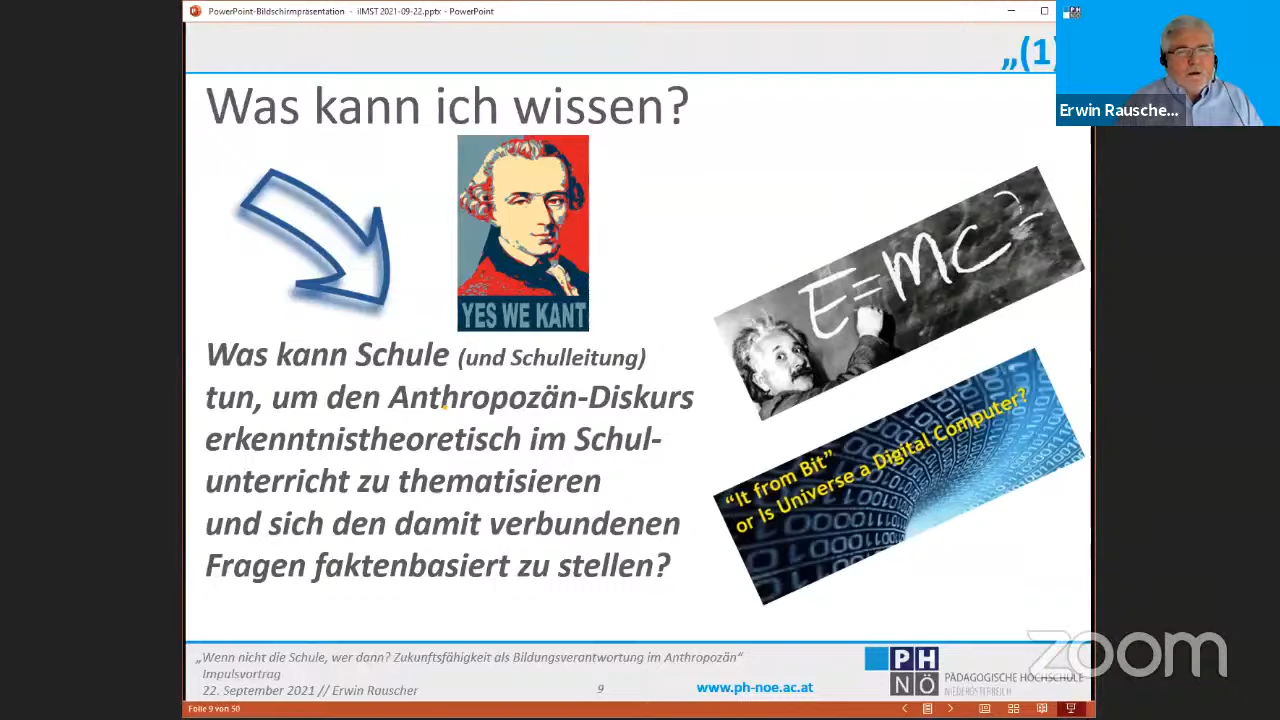 PowerPoint-Bildschirmpräsentation - iIMST2021-09-22.pptx - PowerPoint
„(1)
Was kann ich wissen?
Erwin Rausche...
YES WE KANT
E=mc²=
Was kann Schule (und Schulleitung)
tun, um den Anthropozän-Diskurs
erkenntnistheoretisch im Schul-
unterricht zu thematisieren
und sich den damit verbundenen
Fragen faktenbasiert zu stellen?
"It from Bit"
or Is Universe a Digital Computer?
„Wenn nicht die Schule, wer dann? Zukunftsfähigkeit als Bildungsverantwortung im Anthropozän“
Impulsvortrag
22. September 2021 // Erwin Rauscher
9
www.ph-noe.ac.at
PH
NÖ
PÄDAGOGISCHE HOCHSCHULE
NIEDERÖSTERREICH
zoom
Folie 9 von 50